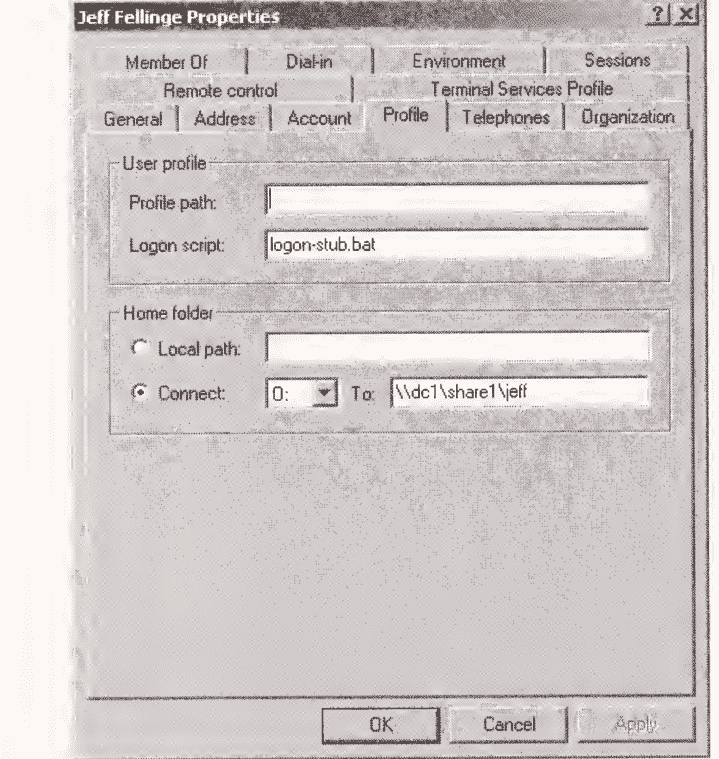 Jeff Fellinge Properties ? X
Member Of Dial-in Environment Sessions
Remote control Terminal Services Profile
General Address Account Profile Telephones Organization
User profile
Profile path:
Logon script: logon-stub.bat
Home folder
Local path:
Connect: O: To: \\dc1\share1\jeff
OK Cancel Apply